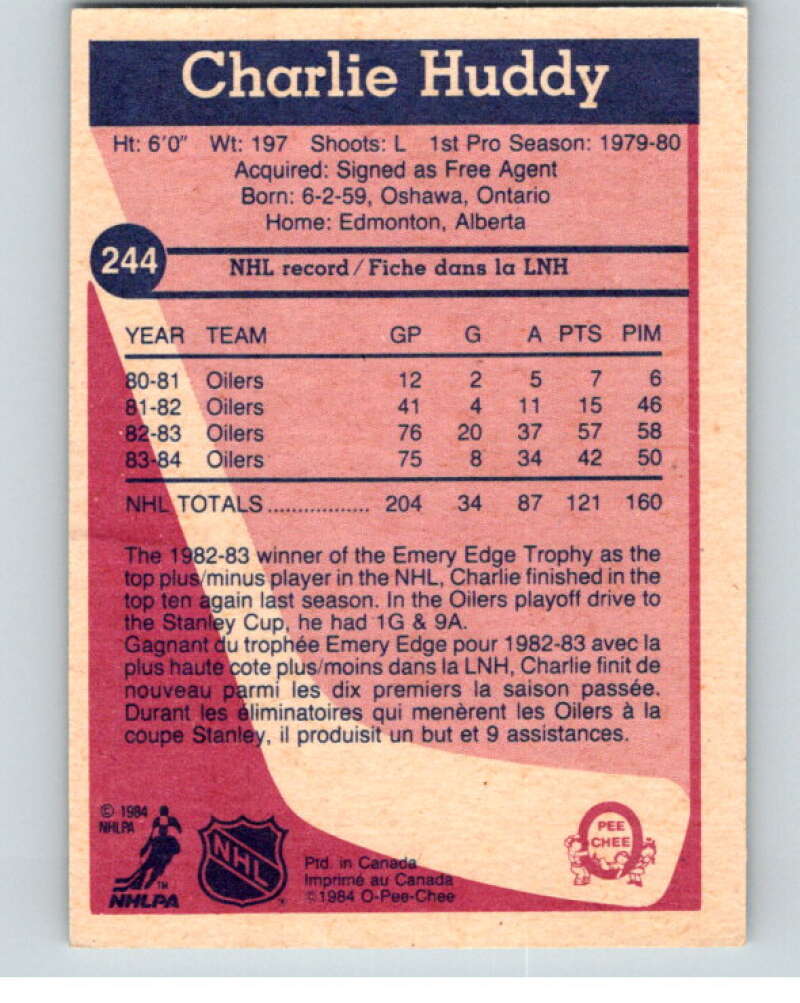 Charlie Huddy
Ht: 6'0" Wt: 197 Shoots: L 1st Pro Season: 1979-80
Acquired: Signed as Free Agent
Born: 6-2-59, Oshawa, Ontario
Home: Edmonton, Alberta
244
NHL record/Fiche dans la LNH
YEAR TEAM GP G A PTS PIM
80-81 Oilers 12 2 5 7 6
81-82 Oilers 41 4 11 15 46
82-83 Oilers 76 20 37 57 58
83-84 Oilers 75 8 34 42 50
NHL TOTALS................. 204 34 87 121 160
The 1982-83 winner of the Emery Edge Trophy as the
top plus/minus player in the NHL, Charlie finished in the
top ten again last season. In the Oilers playoff drive to
the Stanley Cup, he had 1G & 9A.
Gagnant du trophée Emery Edge pour 1982-83 avec la
plus haute cote plus/moins dans la LNH, Charlie finit de
nouveau parmi les dix premiers la saison passée.
Durant les éliminatoires qui menèrent les Oilers à la
coupe Stanley, il produisit un but et 9 assistances.
© 1984
NHLPA
TM
NHLPA
NHL
Ptd. in Canada
Imprimé au Canada
©1984 O-Pee-Chee
PEE
CHEE